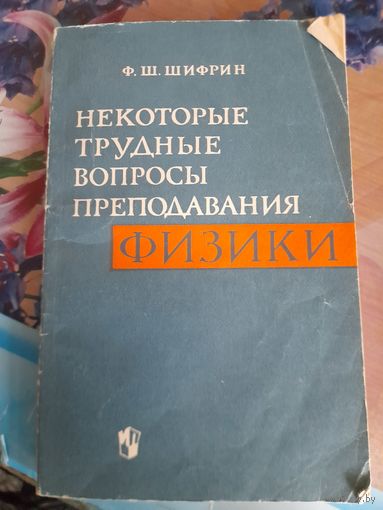 Ф. Ш. ШИФРИН
НЕКОТОРЫЕ
ТРУДНЫЕ
ВОПРОСЫ
ПРЕПОДАВАНИЯ
ФИЗИКИ